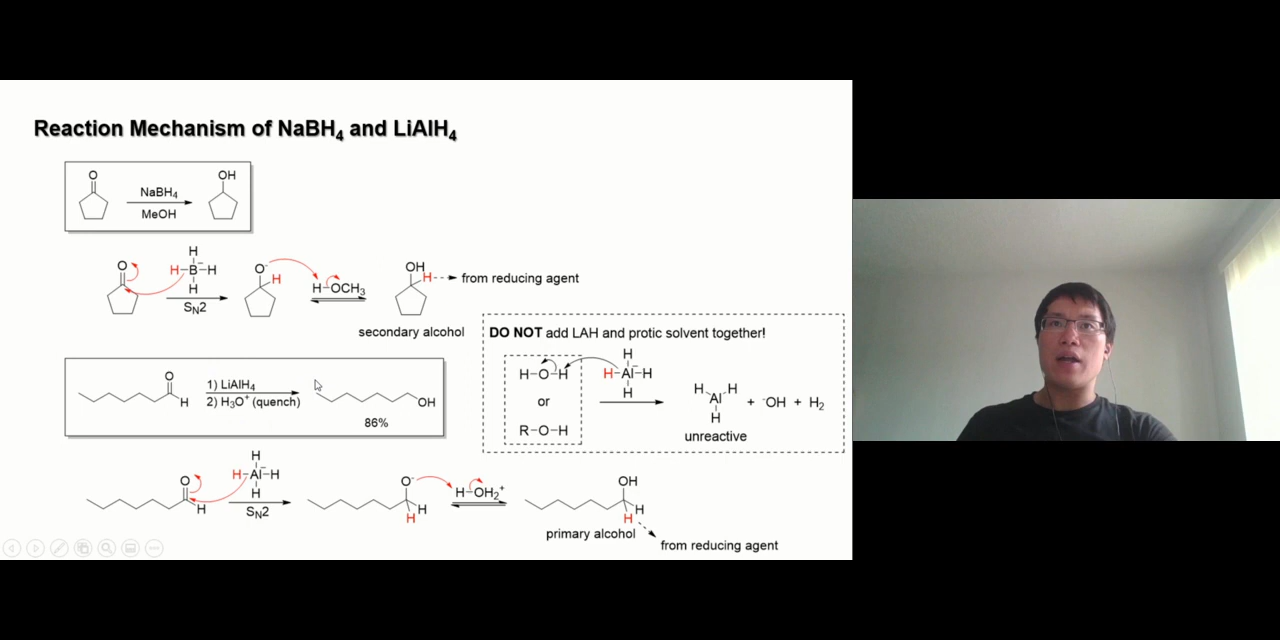 Reaction Mechanism of NaBH4 and LiAlH4
O
OH
NaBH4
MeOH
H
O
H-B-H
H
SN2
O-
H
H-OCH3
OH
H
from reducing agent
secondary alcohol
DO NOT add LAH and protic solvent together!
H-O-H
or
R-O-H
H
H-Al-H
H
H
H
Al
H
+ -OH + H2
unreactive
O
H
1) LiAlH4
2) H3O+ (quench)
OH
86%
O
H
H
H-Al-H
H
SN2
O-
H
H
H-OH2+
OH
H
H
primary alcohol
from reducing agent